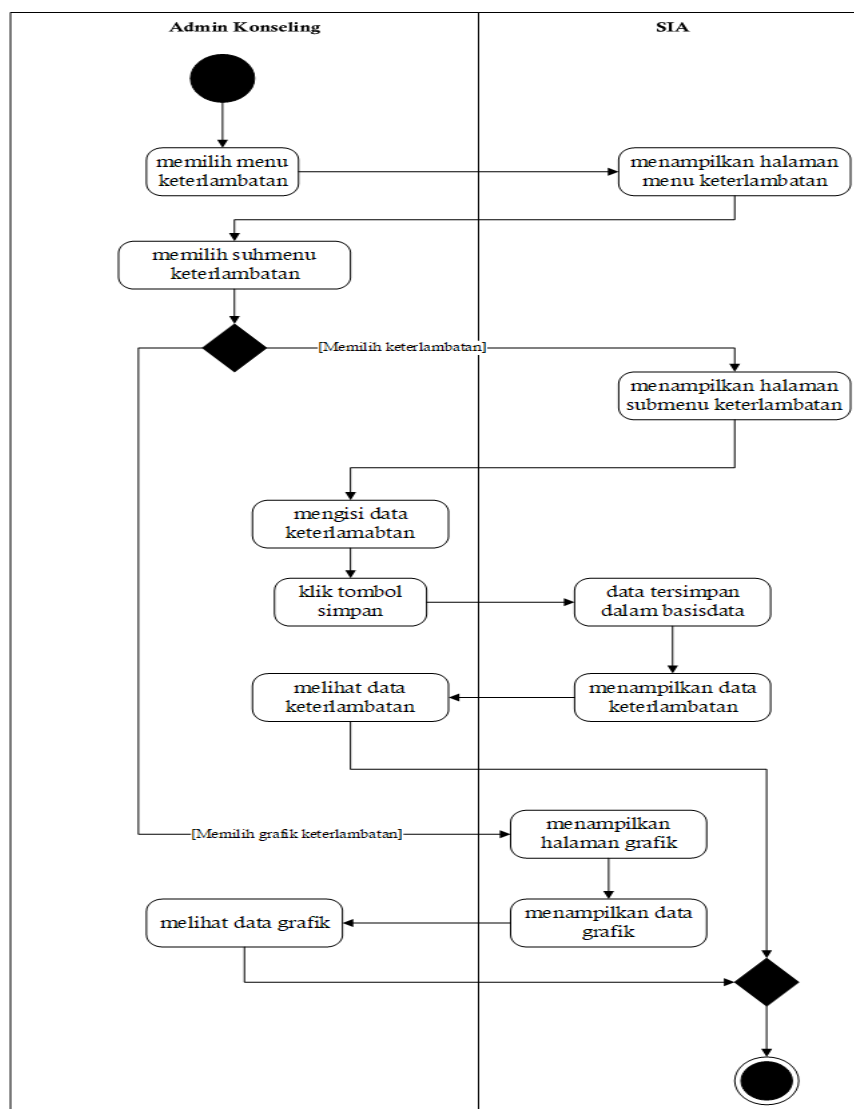 Admin Konseling
SIA
memilih menu
keterlambatan
menampilkan halaman
menu keterlambatan
memilih suhmenu
keterlambatan
[Memilih keterlambatan]
menampilkan halaman
submenu keterlambatan
mengisi data
keterlamabtan
klik tombol
simpan
data tersimpan
dalam basisdata
menampilkan data
keterlambatan
melihat data
keterlambatan
[Memilih grafik keterlambatan]
menampilkan
halaman grafik
menampilkan data
grafik
melihat data grafik